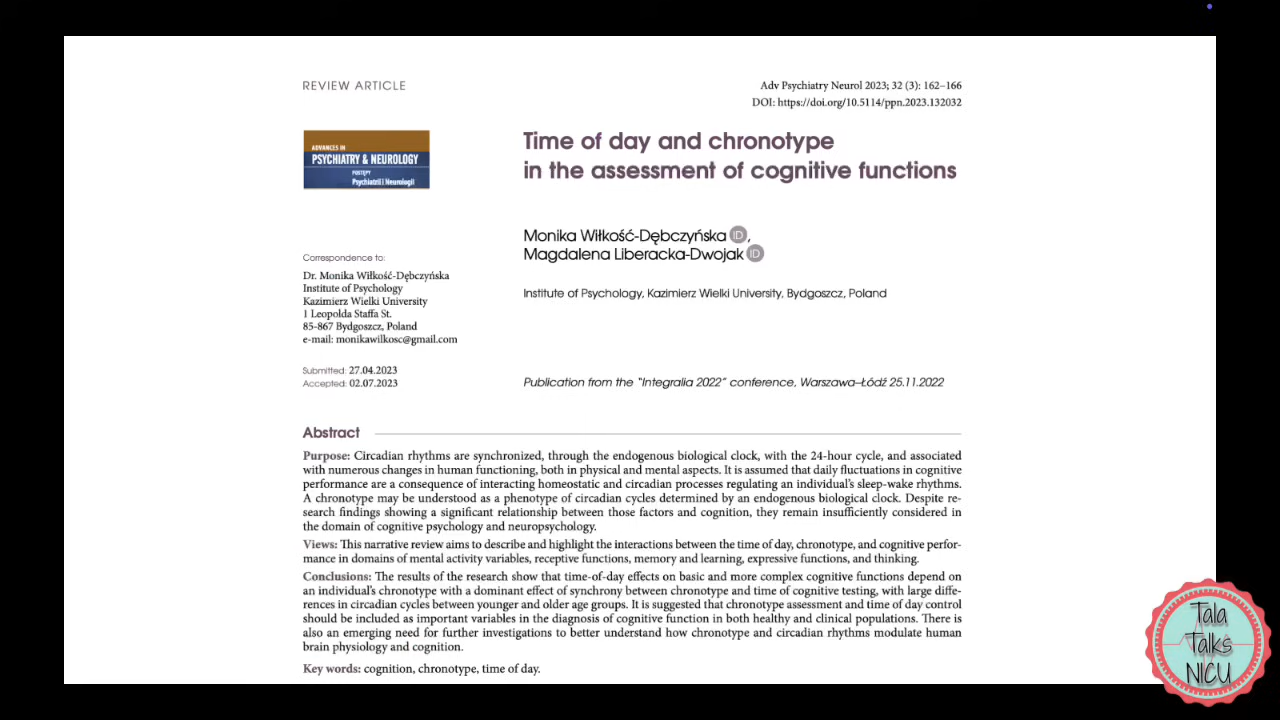 REVIEW ARTICLE
Adv Psychiatry Neurol 2023; 32 (3): 162–166
DOI: https://doi.org/10.5114/ppn.2023.132032
ADVANCES IN
PSYCHIATRY & NEUROLOGY
POSTĘPY
Psychiatrii i Neurologii
Time of day and chronotype
in the assessment of cognitive functions
Monika Wiłkość-Dębczyńska iD,
Magdalena Liberacka-Dwojak iD
Institute of Psychology, Kazimierz Wielki University, Bydgoszcz, Poland
Correspondence to:
Dr. Monika Wiłkość-Dębczyńska
Institute of Psychology
Kazimierz Wielki University
1 Leopolda Staffa St.
85-867 Bydgoszcz, Poland
e-mail: monikawilkosc@gmail.com
Submitted: 27.04.2023
Accepted: 02.07.2023
Publication from the "Integralia 2022" conference, Warszawa–Łódź 25.11.2022
Abstract
Purpose: Circadian rhythms are synchronized, through the endogenous biological clock, with the 24-hour cycle, and associated
with numerous changes in human functioning, both in physical and mental aspects. It is assumed that daily fluctuations in cognitive
performance are a consequence of interacting homeostatic and circadian processes regulating an individual's sleep-wake rhythms.
A chronotype may be understood as a phenotype of circadian cycles determined by an endogenous biological clock. Despite re-
search findings showing a significant relationship between those factors and cognition, they remain insufficiently considered in
the domain of cognitive psychology and neuropsychology.
Views: This narrative review aims to describe and highlight the interactions between the time of day, chronotype, and cognitive perfor-
mance in domains of mental activity variables, receptive functions, memory and learning, expressive functions, and thinking.
Conclusions: The results of the research show that time-of-day effects on basic and more complex cognitive functions depend on
an individual's chronotype with a dominant effect of synchrony between chronotype and time of cognitive testing, with large diffe-
rences in circadian cycles between younger and older age groups. It is suggested that chronotype assessment and time of day control
should be included as important variables in the diagnosis of cognitive function in both healthy and clinical populations. There is
also an emerging need for further investigations to better understand how chronotype and circadian rhythms modulate human
brain physiology and cognition.
Key words: cognition, chronotype, time of day.
Tala
Talks
NICU